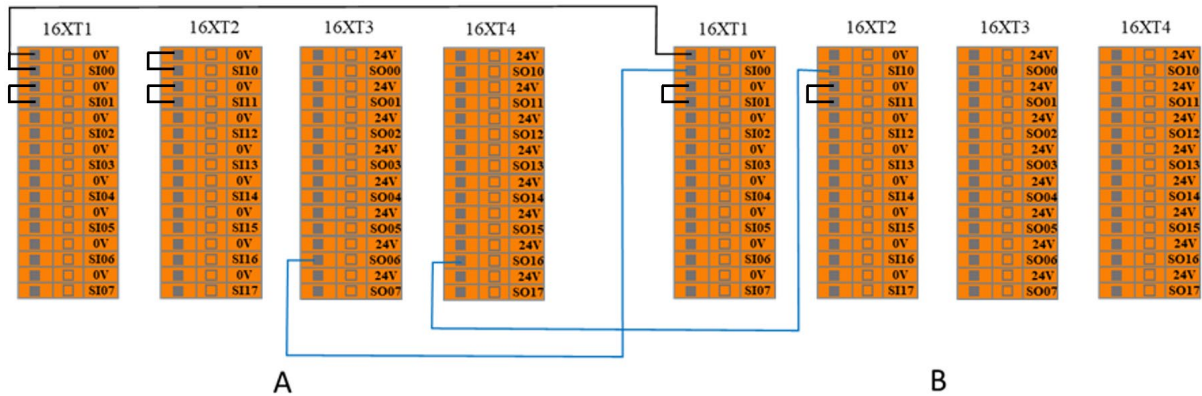 16XT1 16XT2 16XT3 16XT4 16XT1 16XT2 16XT3 16XT4
0V 0V 24V 24V 0V 0V 24V 24V
SI00 SI10 SO00 SO10 SI00 SI10 SO00 SO10
0V 0V 24V 24V 0V 0V 24V 24V
SI01 SI11 SO01 SO11 SI01 SI11 SO01 SO11
0V 0V 24V 24V 0V 0V 24V 24V
SI02 SI12 SO02 SO12 SI02 SI12 SO02 SO12
0V 0V 24V 24V 0V 0V 24V 24V
SI03 SI13 SO03 SO13 SI03 SI13 SO03 SO13
0V 0V 24V 24V 0V 0V 24V 24V
SI04 SI14 SO04 SO14 SI04 SI14 SO04 SO14
0V 0V 24V 24V 0V 0V 24V 24V
SI05 SI15 SO05 SO15 SI05 SI15 SO05 SO15
0V 0V 24V 24V 0V 0V 24V 24V
SI06 SI16 SO06 SO16 SI06 SI16 SO06 SO16
0V 0V 24V 24V 0V 0V 24V 24V
SI07 SI17 SO07 SO17 SI07 SI17 SO07 SO17
A B